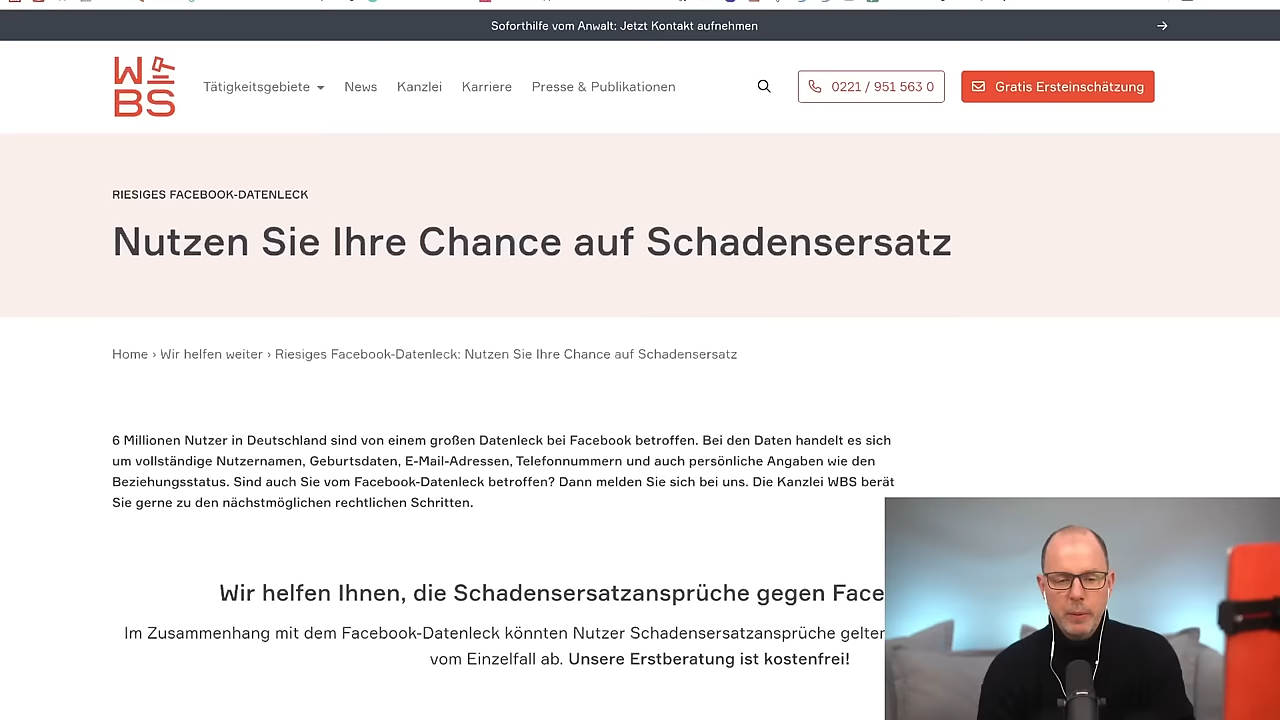 Soforthilfe vom Anwalt: Jetzt Kontakt aufnehmen
W
BS
Tätigkeitsgebiete
News
Kanzlei
Karriere
Presse & Publikationen
0221 / 951 563 0
Gratis Ersteinschätzung
RIESIGES FACEBOOK-DATENLECK
Nutzen Sie Ihre Chance auf Schadensersatz
Home › Wir helfen weiter › Riesiges Facebook-Datenleck: Nutzen Sie Ihre Chance auf Schadensersatz
6 Millionen Nutzer in Deutschland sind von einem großen Datenleck bei Facebook betroffen. Bei den Daten handelt es sich
um vollständige Nutzernamen, Geburtsdaten, E-Mail-Adressen, Telefonnummern und auch persönliche Angaben wie den
Beziehungsstatus. Sind auch Sie vom Facebook-Datenleck betroffen? Dann melden Sie sich bei uns. Die Kanzlei WBS berät
Sie gerne zu den nächstmöglichen rechtlichen Schritten.
Wir helfen Ihnen, die Schadensersatzansprüche gegen Face
Im Zusammenhang mit dem Facebook-Datenleck könnten Nutzer Schadensersatzansprüche gelten
vom Einzelfall ab. Unsere Erstberatung ist kostenfrei!